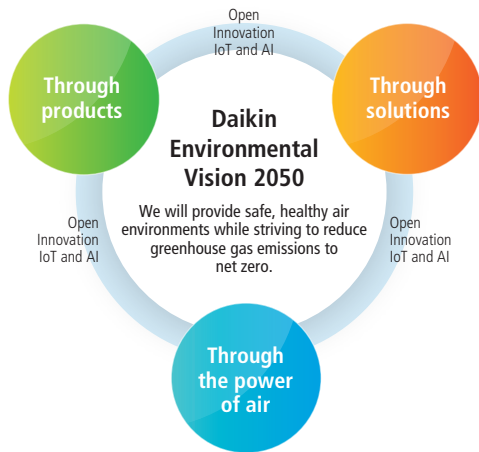 Open
Innovation
IoT and AI
Through
products
Through
solutions
Daikin
Environmental
Vision 2050
We will provide safe, healthy air
environments while striving to reduce
greenhouse gas emissions to
net zero.
Open
Innovation
IoT and AI
Open
Innovation
IoT and AI
Through
the power
of air